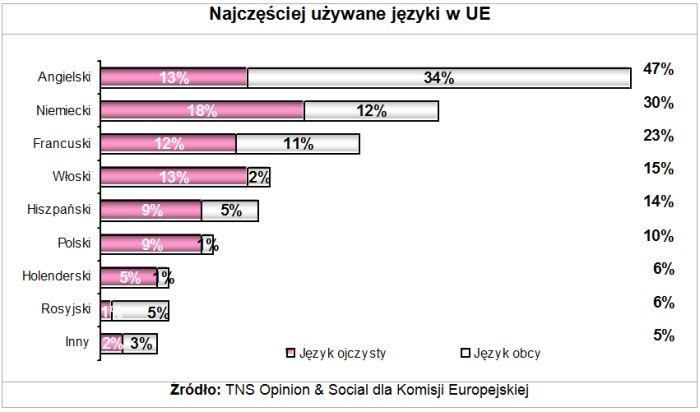 Najczęściej używane języki w UE
Angielski 13% 34% 47%
Niemiecki 18% 12% 30%
Francuski 12% 11% 23%
Włoski 13% 2% 15%
Hiszpański 9% 5% 14%
Polski 9% 1% 10%
Holenderski 5% 1% 6%
Rosyjski 1% 5% 6%
Inny 2% 3% 5%
Język ojczysty Język obcy
Źródło: TNS Opinion & Social dla Komisji Europejskiej